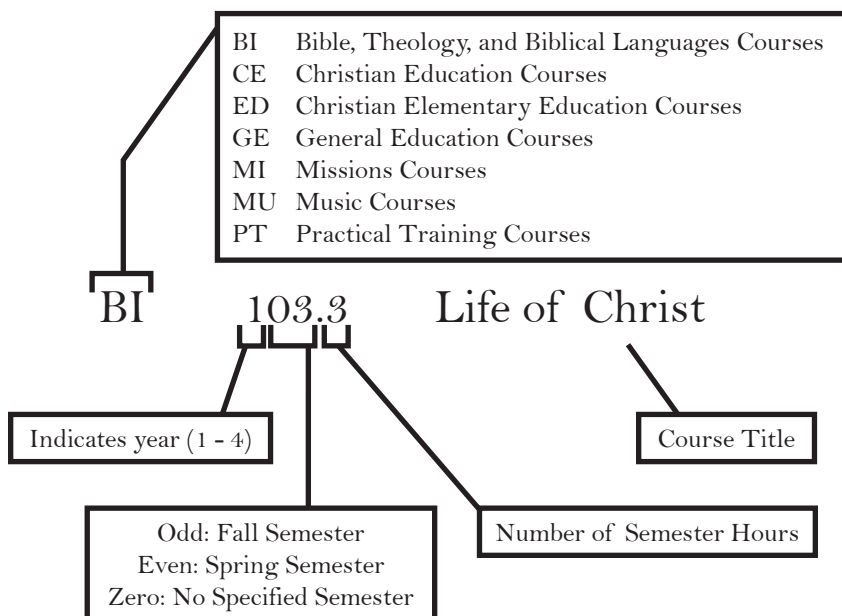 BI Bible, Theology, and Biblical Languages Courses
CE Christian Education Courses
ED Christian Elementary Education Courses
GE General Education Courses
MI Missions Courses
MU Music Courses
PT Practical Training Courses
BI 103.3 Life of Christ
Indicates year (1 - 4)
Course Title
Odd: Fall Semester
Even: Spring Semester
Zero: No Specified Semester
Number of Semester Hours